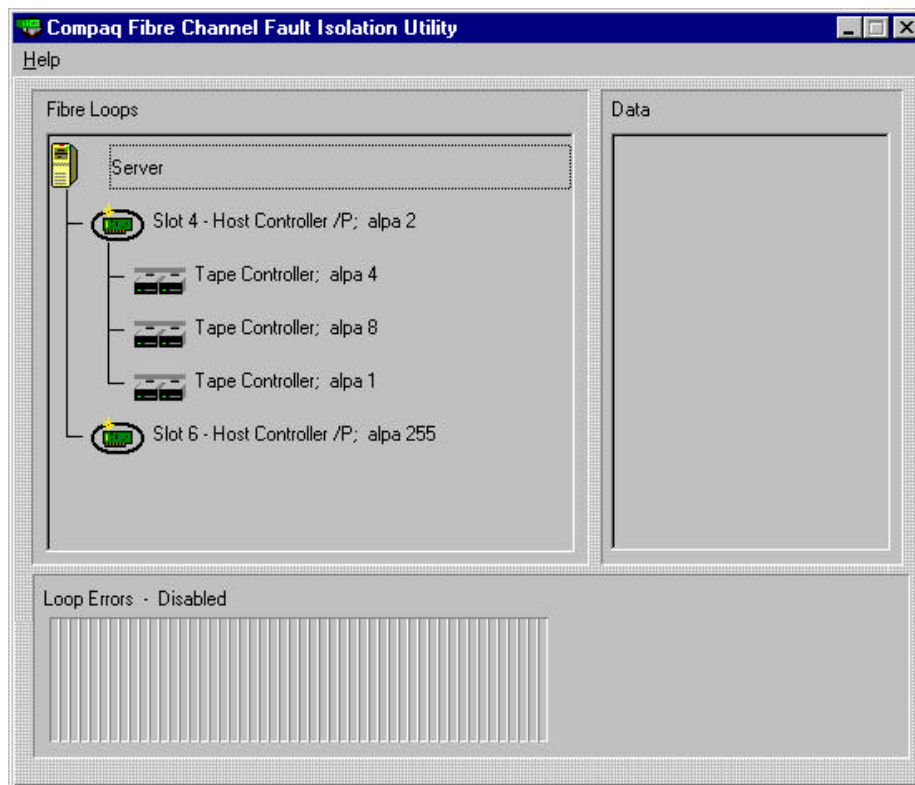 Compaq Fibre Channel Fault Isolation Utility
Help
Fibre Loops
Data
Server
Slot 4 - Host Controller /P;  alpa 2
Tape Controller;  alpa 4
Tape Controller;  alpa 8
Tape Controller;  alpa 1
Slot 6 - Host Controller /P;  alpa 255
Loop Errors  -  Disabled